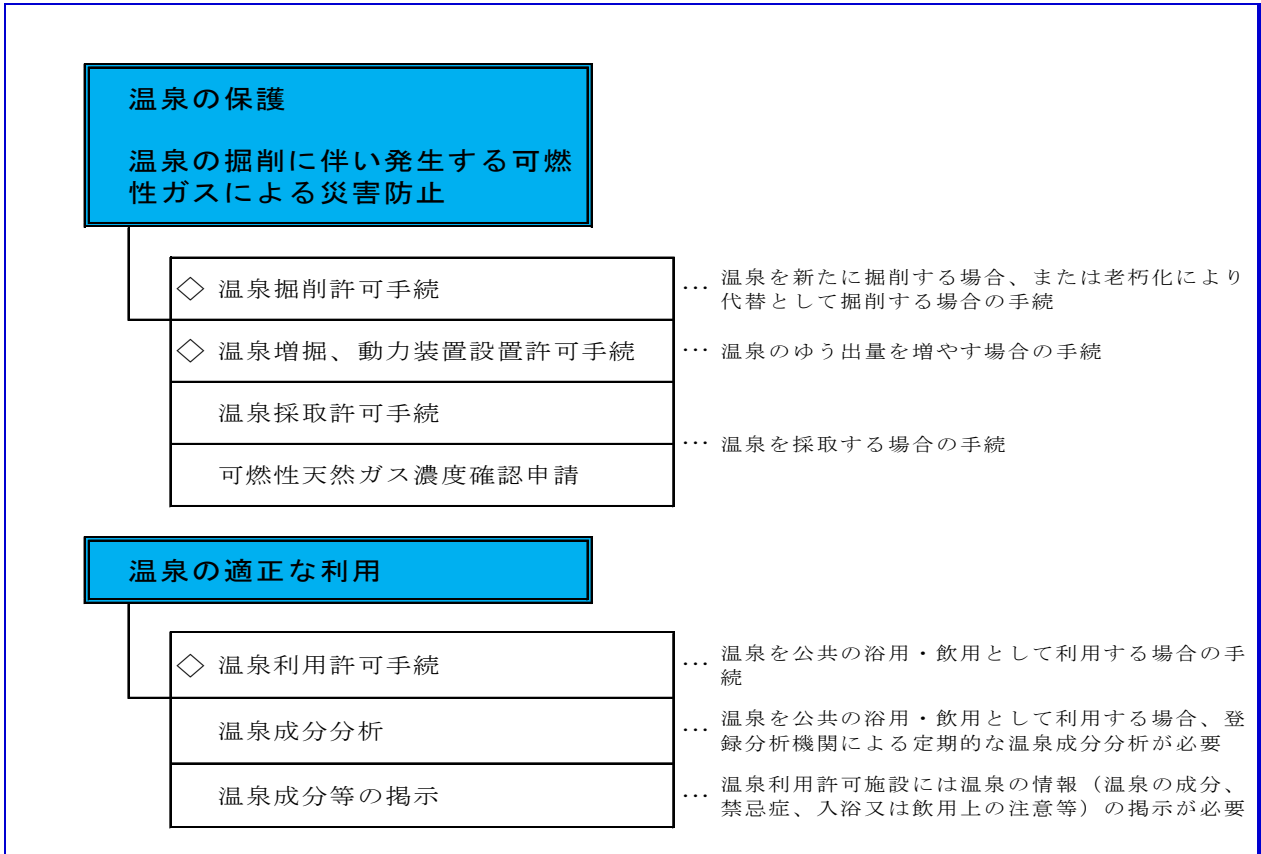 温泉の保護
温泉の掘削に伴い発生する可燃
性ガスによる災害防止
◇ 温泉掘削許可手続
… 温泉を新たに掘削する場合、または老朽化により
代替として掘削する場合の手続
◇ 温泉増掘、動力装置設置許可手続
… 温泉のゆう出量を増やす場合の手続
温泉採取許可手続
… 温泉を採取する場合の手続
可燃性天然ガス濃度確認申請
温泉の適正な利用
◇ 温泉利用許可手続
… 温泉を公共の浴用・飲用として利用する場合の手
続
温泉成分分析
… 温泉を公共の浴用・飲用として利用する場合、登
録分析機関による定期的な温泉成分分析が必要
温泉成分等の掲示
… 温泉利用許可施設には温泉の情報（温泉の成分、
禁忌症、入浴又は飲用上の注意等）の掲示が必要